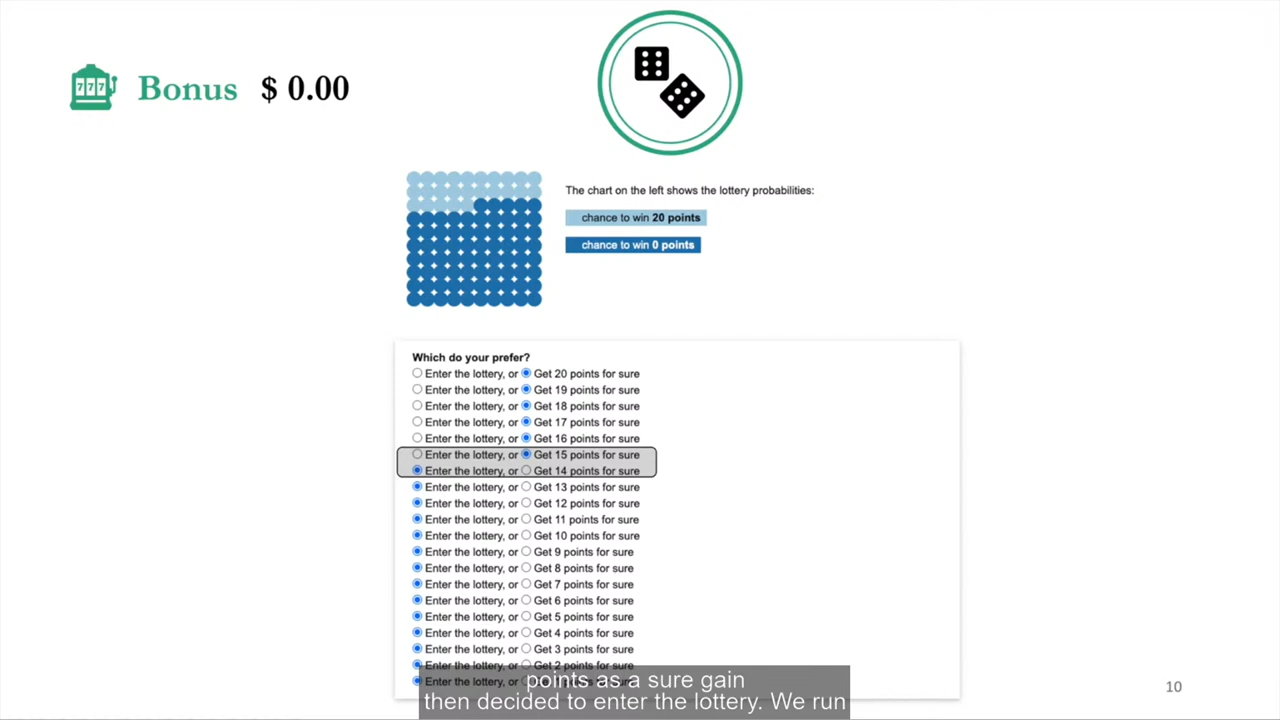 777
Bonus $ 0.00
The chart on the left shows the lottery probabilities:
chance to win 20 points
chance to win 0 points
Which do your prefer?
Enter the lottery, or Get 20 points for sure
Enter the lottery, or Get 19 points for sure
Enter the lottery, or Get 18 points for sure
Enter the lottery, or Get 17 points for sure
Enter the lottery, or Get 16 points for sure
Enter the lottery, or Get 15 points for sure
Enter the lottery, or Get 14 points for sure
Enter the lottery, or Get 13 points for sure
Enter the lottery, or Get 12 points for sure
Enter the lottery, or Get 11 points for sure
Enter the lottery, or Get 10 points for sure
Enter the lottery, or Get 9 points for sure
Enter the lottery, or Get 8 points for sure
Enter the lottery, or Get 7 points for sure
Enter the lottery, or Get 6 points for sure
Enter the lottery, or Get 5 points for sure
Enter the lottery, or Get 4 points for sure
Enter the lottery, or Get 3 points for sure
Enter the lottery, or Get 2 points for sure
Enter the lottery, or
points as a sure gain
then decided to enter the lottery. We run
10